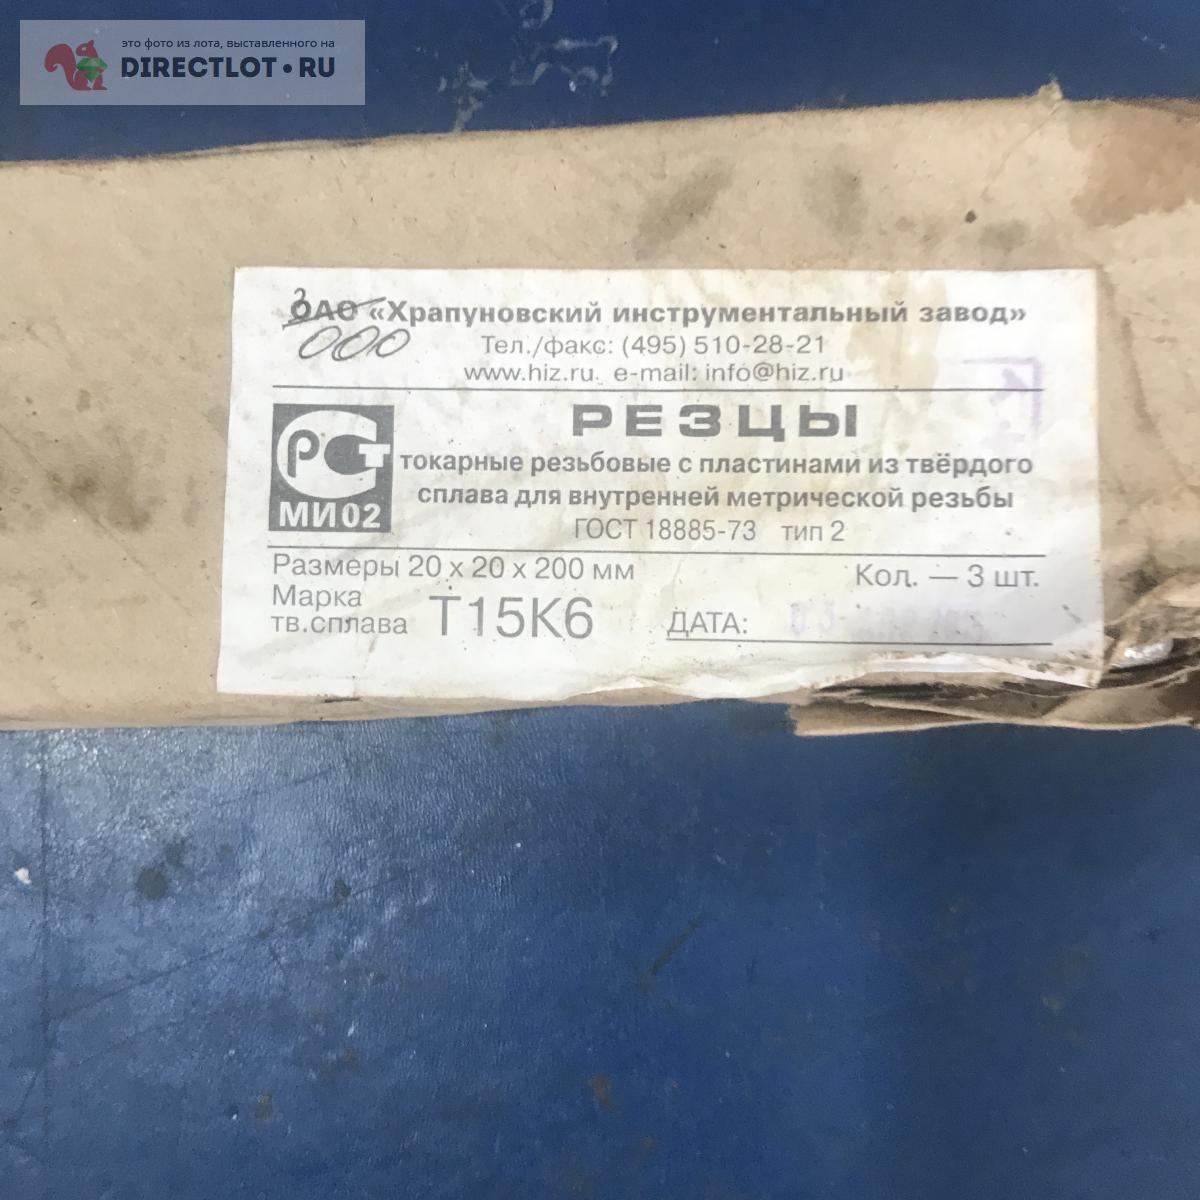 это фото из лота, выставленного на
DIRECTLOT.RU
ОАО «Храпуновский инструментальный завод»
ООО
Тел./факс: (495) 510-28-21
www.hiz.ru. e-mail: info@hiz.ru
РЕЗЦЫ
РСТ
МИ02
токарные резьбовые с пластинами из твёрдого
сплава для внутренней метрической резьбы
ГОСТ 18885-73 тип 2
Размеры 20 х 20 х 200 мм
Кол. — 3 шт.
Марка
тв.сплава Т15К6
ДАТА: